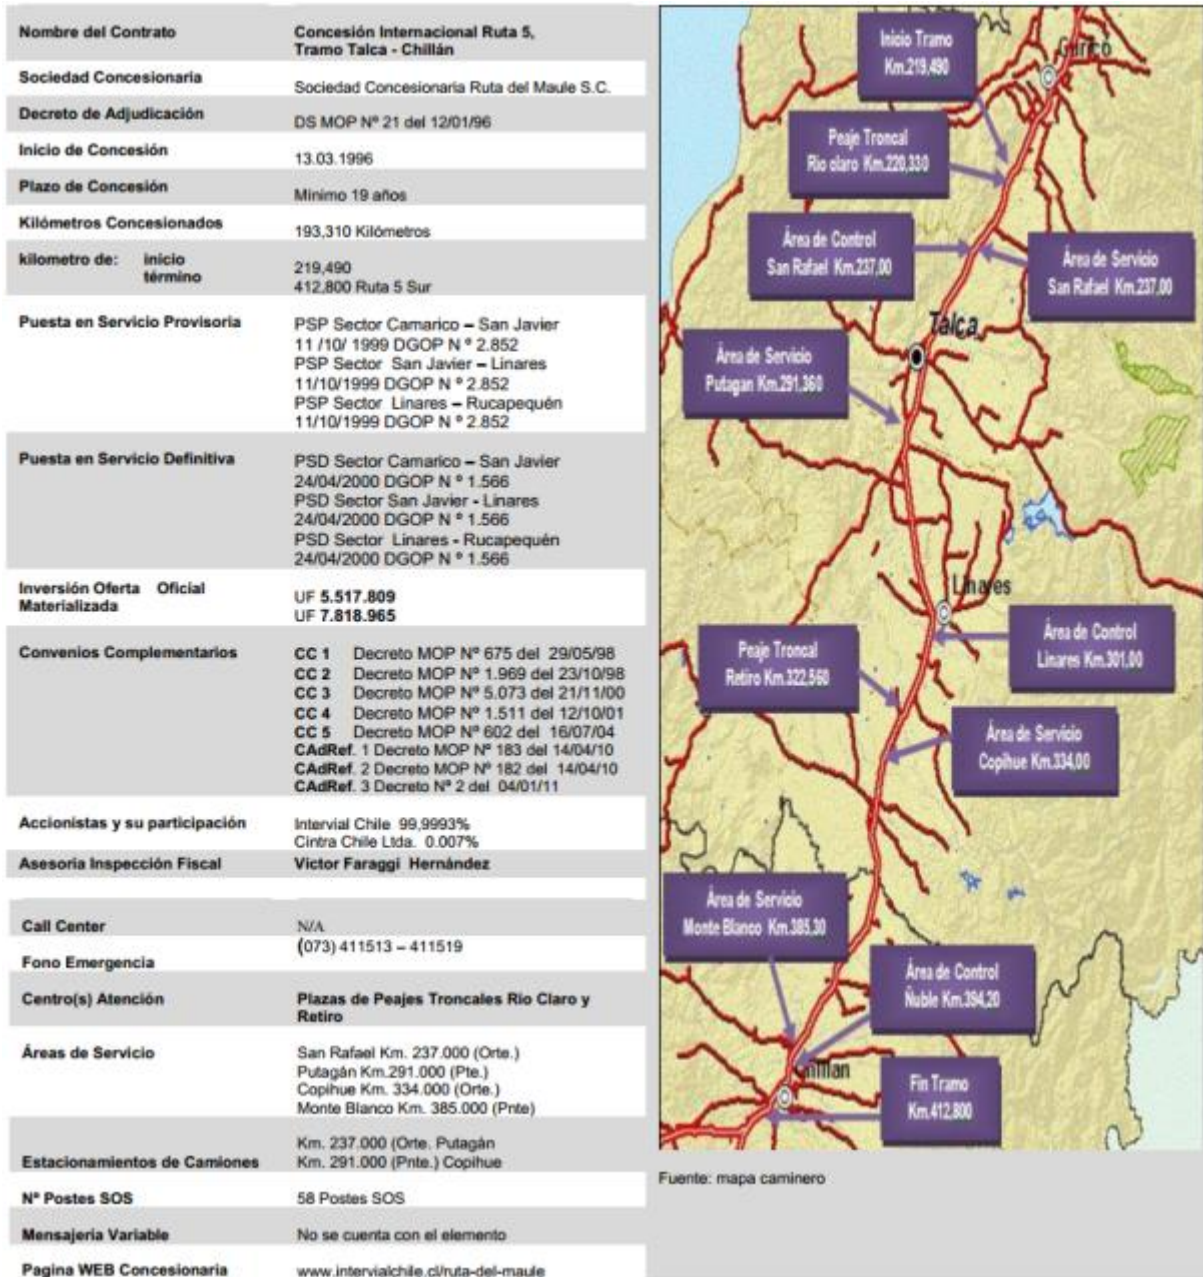 Nombre del Contrato
Concesión Internacional Ruta 5,
Tramo Talca - Chillán
Sociedad Concesionaria
Sociedad Concesionaria Ruta del Maule S.C.
Decreto de Adjudicación
DS MOP Nº 21 del 12/01/96
Inicio de Concesión
13.03.1996
Plazo de Concesión
Mínimo 19 años
Kilómetros Concesionados
193,310 Kilómetros
kilometro de: inicio
término
219,490
412,800 Ruta 5 Sur
Puesta en Servicio Provisoria
PSP Sector Camarico – San Javier
11 /10/ 1999 DGOP N º 2.852
PSP Sector San Javier – Linares
11/10/1999 DGOP N º 2.852
PSP Sector Linares – Rucapequén
11/10/1999 DGOP N º 2.852
Puesta en Servicio Definitiva
PSD Sector Camarico – San Javier
24/04/2000 DGOP N º 1.566
PSD Sector San Javier - Linares
24/04/2000 DGOP N º 1.566
PSD Sector Linares - Rucapequén
24/04/2000 DGOP N º 1.566
Inversión Oferta Oficial
Materializada
UF 5.517.809
UF 7.818.965
Convenios Complementarios
CC 1 Decreto MOP Nº 675 del 29/05/98
CC 2 Decreto MOP Nº 1.969 del 23/10/98
CC 3 Decreto MOP Nº 5.073 del 21/11/00
CC 4 Decreto MOP Nº 1.511 del 12/10/01
CC 5 Decreto MOP Nº 602 del 16/07/04
CAdRef. 1 Decreto MOP Nº 183 del 14/04/10
CAdRef. 2 Decreto MOP Nº 182 del 14/04/10
CAdRef. 3 Decreto Nº 2 del 04/01/11
Accionistas y su participación
Intervial Chile 99,9993%
Cintra Chile Ltda. 0.007%
Asesoria Inspección Fiscal
Victor Faraggi Hernández
Call Center
N/A
Fono Emergencia
(073) 411513 – 411519
Centro(s) Atención
Plazas de Peajes Troncales Rio Claro y
Retiro
Áreas de Servicio
San Rafael Km. 237.000 (Orte.)
Putagán Km.291.000 (Pte.)
Copihue Km. 334.000 (Orte.)
Monte Blanco Km. 385.000 (Pnte)
Estacionamientos de Camiones
Km. 237.000 (Orte. Putagán
Km. 291.000 (Pnte.) Copihue
Nº Postes SOS
58 Postes SOS
Mensajería Variable
No se cuenta con el elemento
Pagina WEB Concesionaria
www.intervialchile.cl/ruta-del-maule
Inicio Tramo
Km.219,490
Curicó
Peaje Troncal
Rio claro Km.220,330
Área de Control
San Rafael Km.237,00
Área de Servicio
San Rafael Km.237,00
Talca
Área de Servicio
Putagan Km.291,360
Linares
Área de Control
Linares Km.301,00
Peaje Troncal
Retiro Km.322,560
Área de Servicio
Copihue Km.334,00
Área de Servicio
Monte Blanco Km.385,30
Área de Control
Ñuble Km.394,20
Chillan
Fin Tramo
Km.412,800
Fuente: mapa caminero